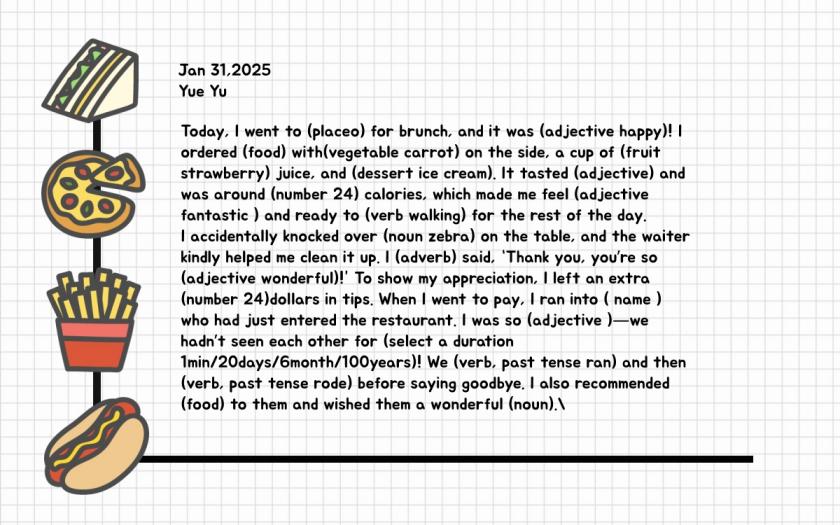 Jan 31,2025
Yue Yu
Today, I went to (placeo) for brunch, and it was (adjective happy)! I
ordered (food) with(vegetable carrot) on the side, a cup of (fruit
strawberry) juice, and (dessert ice cream). It tasted (adjective) and
was around (number 24) calories, which made me feel (adjective
fantastic ) and ready to (verb walking) for the rest of the day.
I accidentally knocked over (noun zebra) on the table, and the waiter
kindly helped me clean it up. I (adverb) said, 'Thank you, you're so
(adjective wonderful)!' To show my appreciation, I left an extra
(number 24)dollars in tips. When I went to pay, I ran into ( name )
who had just entered the restaurant. I was so (adjective )—we
hadn't seen each other for (select a duration
1min/20days/6month/100years)! We (verb, past tense ran) and then
(verb, past tense rode) before saying goodbye. I also recommended
(food) to them and wished them a wonderful (noun).\